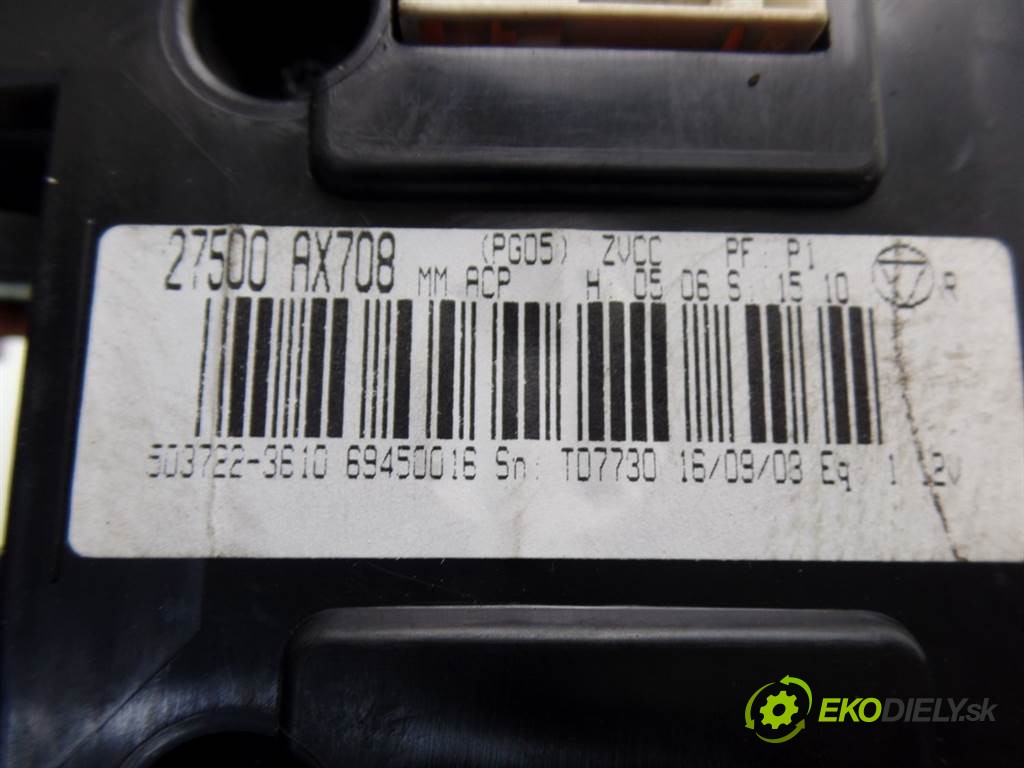 27500 AX708 (PG05) ZVCC PF: P1
MM ACP H: 05 06 S: 15 10 R
503722-3610 69450016 Sn: T07730 16/09/03 Eq: 1 12V
EKODIELY.sk